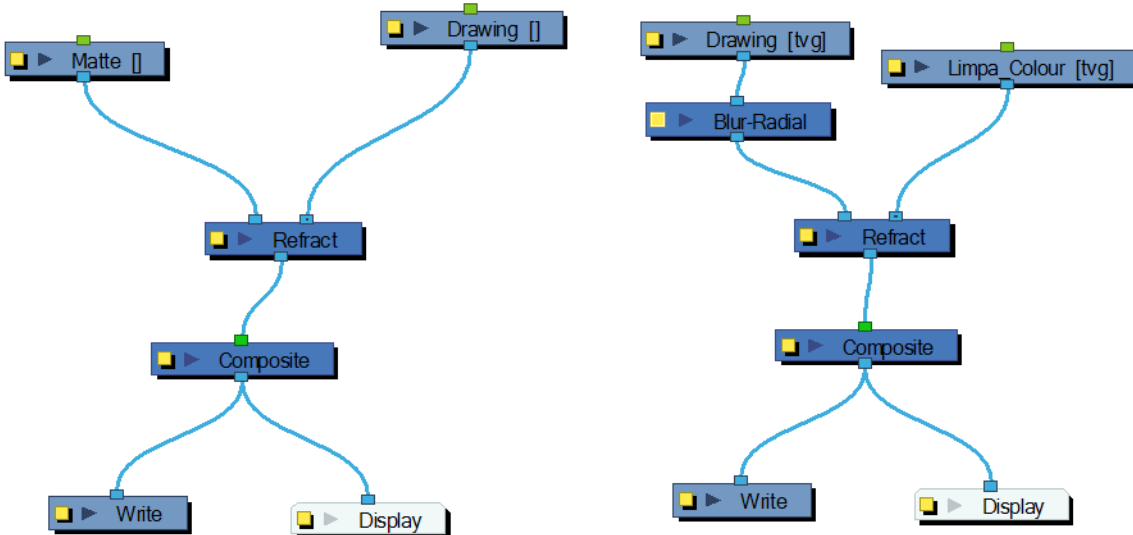 Matte []
Drawing []
Refract
Composite
Write
Display
Drawing [tvg]
Limpa_Colour [tvg]
Blur-Radial
Refract
Composite
Write
Display